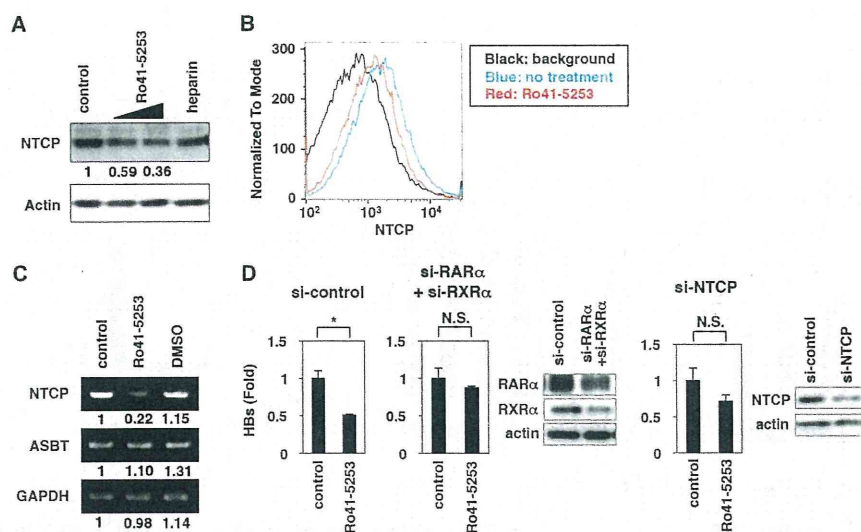 A
control
Ro41-5253
heparin
NTCP
1 0.59 0.36
Actin
B
Normalized To Mode
300
200
100
0
10² 10³ 10⁴
NTCP
Black: background
Blue: no treatment
Red: Ro41-5253
C
control
Ro41-5253
DMSO
NTCP
1 0.22 1.15
ASBT
1 1.10 1.31
GAPDH
1 0.98 1.14
D
si-control
HBs (Fold)
1.5
1
0.5
0
*
control
Ro41-5253
si-RARα
+ si-RXRα
1.5
1
0.5
0
N.S.
control
Ro41-5253
si-control
si-RARα
+si-RXRα
RARα
RXRα
actin
si-NTCP
1.5
1
0.5
0
N.S.
control
Ro41-5253
si-control
si-NTCP
NTCP
actin